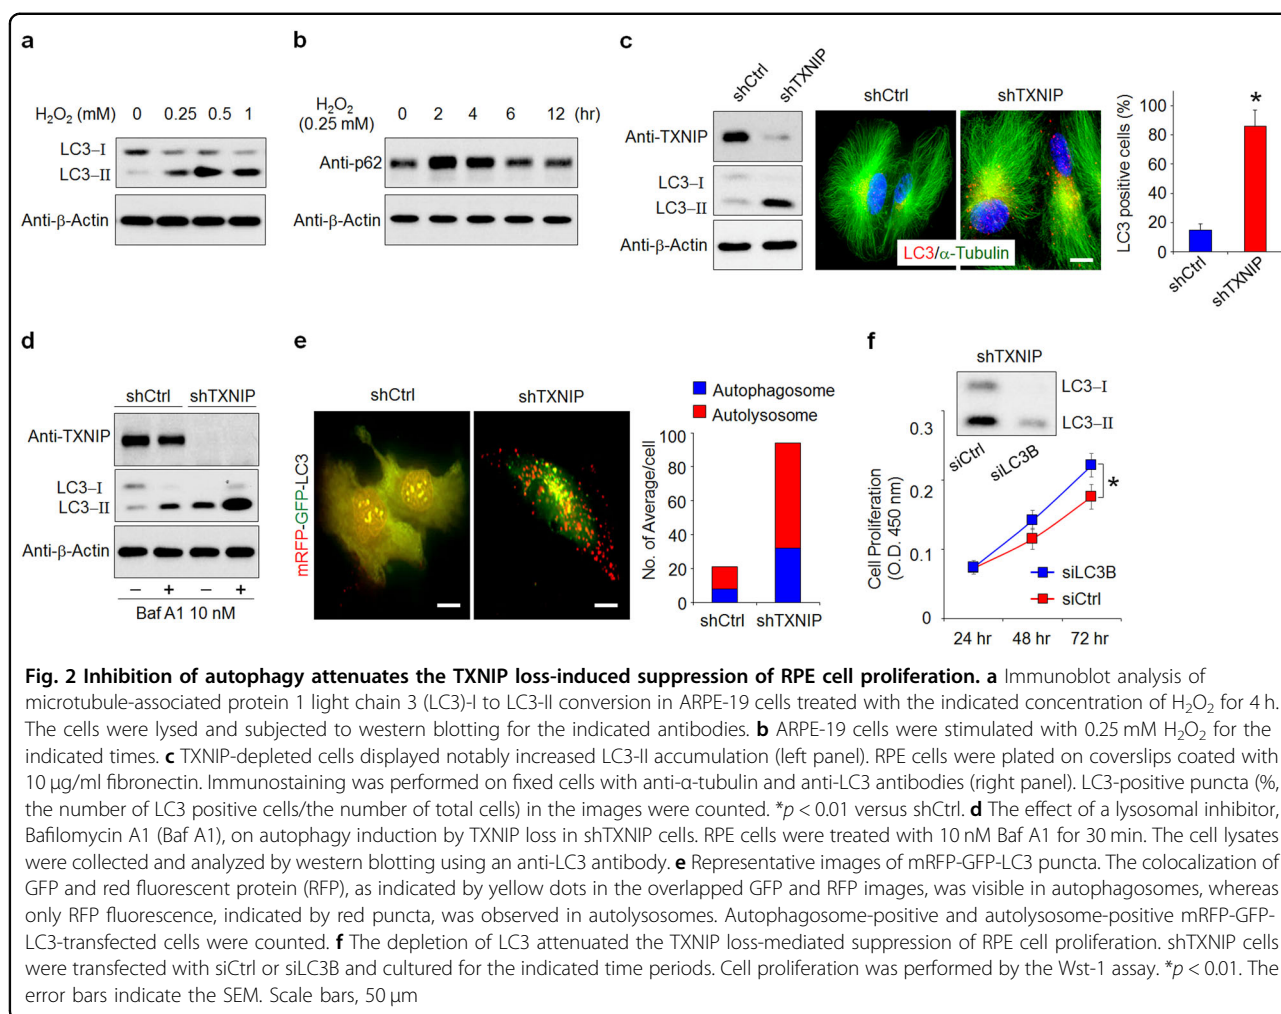 a
H₂O₂ (mM) 0 0.25 0.5 1
LC3–I
LC3–II
Anti-β-Actin
b
H₂O₂
(0.25 mM) 0 2 4 6 12 (hr)
Anti-p62
Anti-β-Actin
c
shCtrl shTXNIP
Anti-TXNIP
LC3–I
LC3–II
Anti-β-Actin
shCtrl shTXNIP
LC3/α-Tubulin
LC3 positive cells (%)
100
80
60
40
20
0
*
shCtrl shTXNIP
d
shCtrl shTXNIP
Anti-TXNIP
LC3–I
LC3–II
Anti-β-Actin
– + – +
Baf A1 10 nM
e
shCtrl shTXNIP
mRFP-GFP-LC3
Autophagosome
Autolysosome
No. of Average/cell
100
80
60
40
20
0
shCtrl shTXNIP
f
shTXNIP
LC3–I
LC3–II
siCtrl siLC3B
Cell Proliferation
(O.D. 450 nm)
0.3
0.2
0.1
0
*
siLC3B
siCtrl
24 hr 48 hr 72 hr
Fig. 2 Inhibition of autophagy attenuates the TXNIP loss-induced suppression of RPE cell proliferation. a Immunoblot analysis of
microtubule-associated protein 1 light chain 3 (LC3)-I to LC3-II conversion in ARPE-19 cells treated with the indicated concentration of H₂O₂ for 4 h.
The cells were lysed and subjected to western blotting for the indicated antibodies. b ARPE-19 cells were stimulated with 0.25 mM H₂O₂ for the
indicated times. c TXNIP-depleted cells displayed notably increased LC3-II accumulation (left panel). RPE cells were plated on coverslips coated with
10 μg/ml fibronectin. Immunostaining was performed on fixed cells with anti-α-tubulin and anti-LC3 antibodies (right panel). LC3-positive puncta (%,
the number of LC3 positive cells/the number of total cells) in the images were counted. *p < 0.01 versus shCtrl. d The effect of a lysosomal inhibitor,
Bafilomycin A1 (Baf A1), on autophagy induction by TXNIP loss in shTXNIP cells. RPE cells were treated with 10 nM Baf A1 for 30 min. The cell lysates
were collected and analyzed by western blotting using an anti-LC3 antibody. e Representative images of mRFP-GFP-LC3 puncta. The colocalization of
GFP and red fluorescent protein (RFP), as indicated by yellow dots in the overlapped GFP and RFP images, was visible in autophagosomes, whereas
only RFP fluorescence, indicated by red puncta, was observed in autolysosomes. Autophagosome-positive and autolysosome-positive mRFP-GFP-
LC3-transfected cells were counted. f The depletion of LC3 attenuated the TXNIP loss-mediated suppression of RPE cell proliferation. shTXNIP cells
were transfected with siCtrl or siLC3B and cultured for the indicated time periods. Cell proliferation was performed by the Wst-1 assay. *p < 0.01. The
error bars indicate the SEM. Scale bars, 50 μm